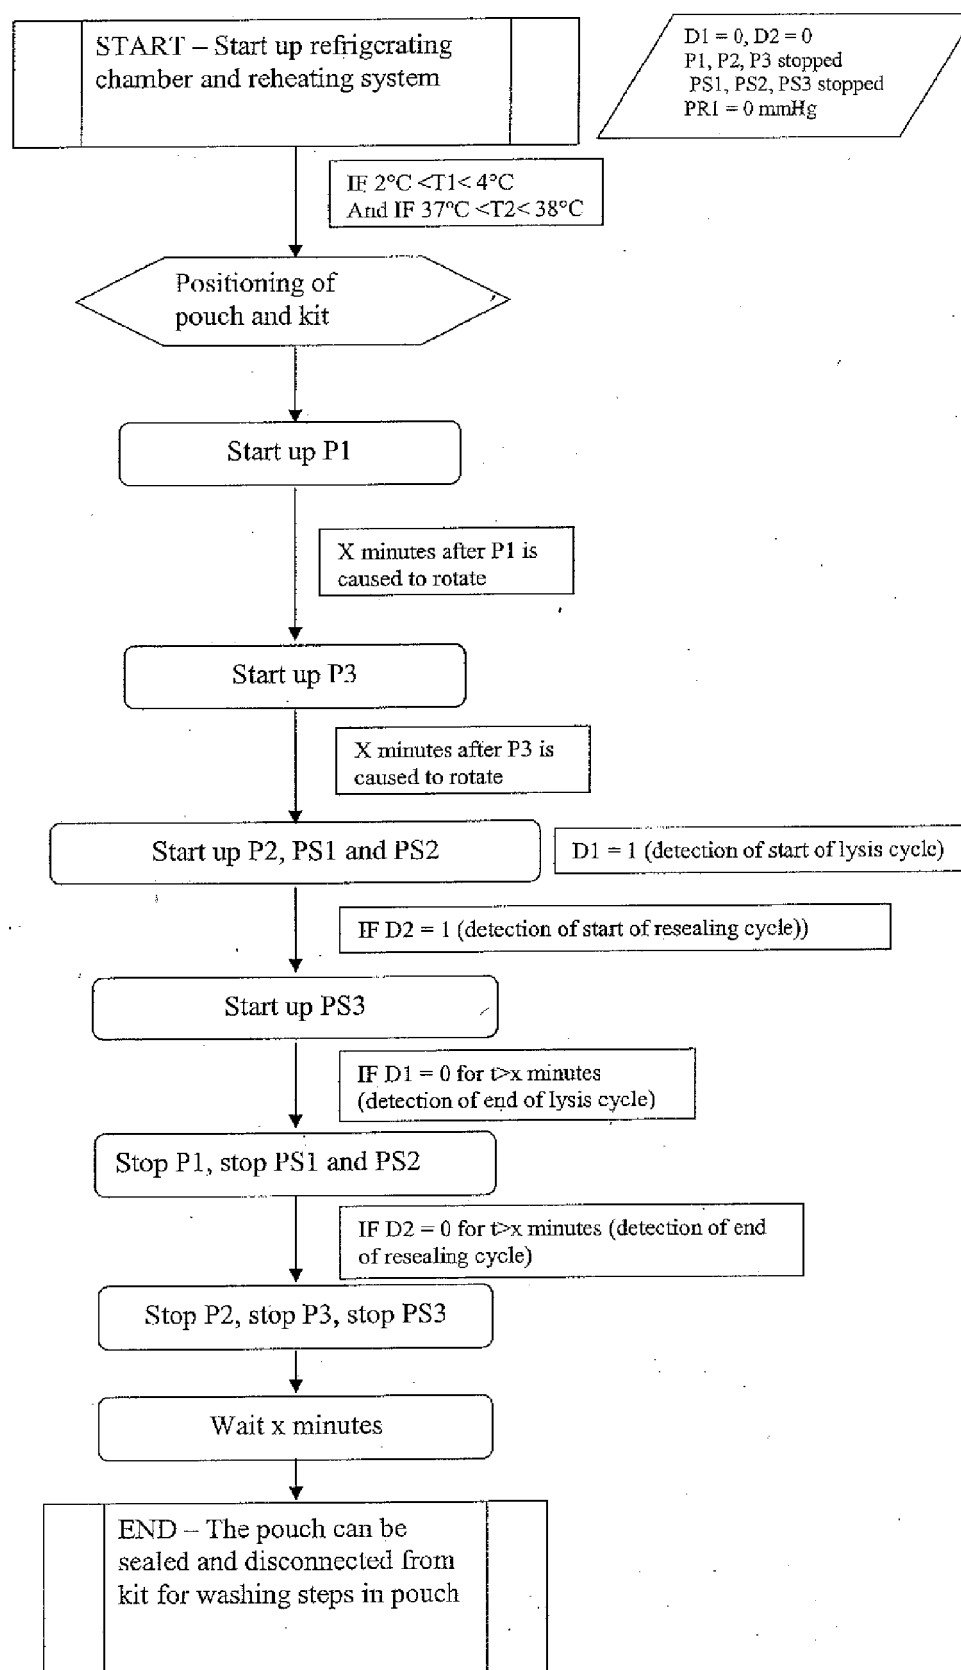 START – Start up refrigerating
chamber and reheating system
D1 = 0, D2 = 0
P1, P2, P3 stopped
PS1, PS2, PS3 stopped
PR1 = 0 mmHg
IF 2°C <T1< 4°C
And IF 37°C <T2< 38°C
Positioning of
pouch and kit
Start up P1
X minutes after P1 is
caused to rotate
Start up P3
X minutes after P3 is
caused to rotate
Start up P2, PS1 and PS2
D1 = 1 (detection of start of lysis cycle)
IF D2 = 1 (detection of start of resealing cycle))
Start up PS3
IF D1 = 0 for t>x minutes
(detection of end of lysis cycle)
Stop P1, stop PS1 and PS2
IF D2 = 0 for t>x minutes (detection of end
of resealing cycle)
Stop P2, stop P3, stop PS3
Wait x minutes
END – The pouch can be
sealed and disconnected from
kit for washing steps in pouch